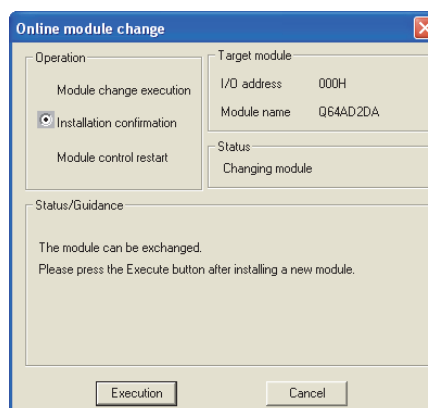 Online module change
Operation
Module change execution
Installation confirmation
Module control restart
Target module
I/O address 000H
Module name Q64AD2DA
Status
Changing module
Status/Guidance
The module can be exchanged.
Please press the Execute button after installing a new module.
Execution Cancel